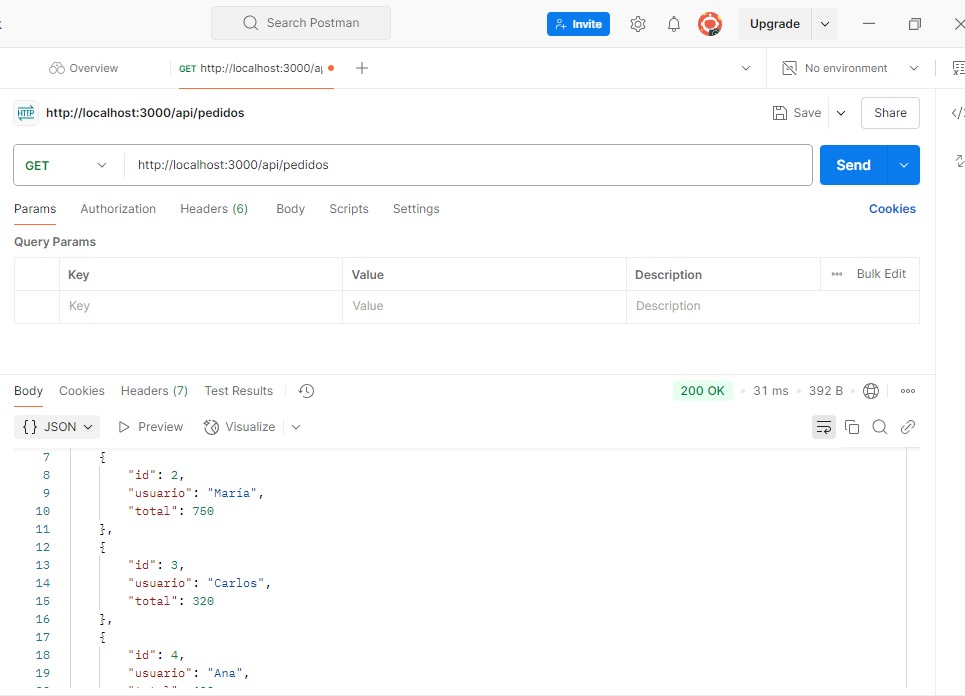 Search Postman
Invite
Upgrade
Overview
GET http://localhost:3000/a
No environment
HTTP
http://localhost:3000/api/pedidos
Save
Share
GET
http://localhost:3000/api/pedidos
Send
Params Authorization Headers (6) Body Scripts Settings Cookies
Query Params
Key Value Description ••• Bulk Edit
Key Value Description
Body Cookies Headers (7) Test Results 200 OK • 31 ms • 392 B •
{} JSON Preview Visualize
7 {
8 "id": 2,
9 "usuario": "María",
10 "total": 750
11 },
12 {
13 "id": 3,
14 "usuario": "Carlos",
15 "total": 320
16 },
17 {
18 "id": 4,
19 "usuario": "Ana",